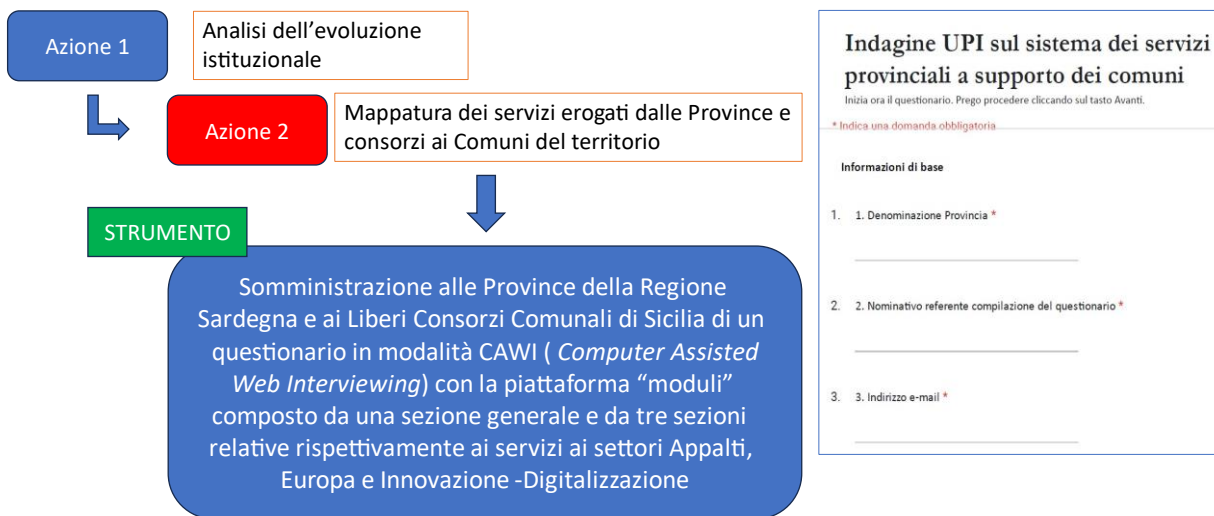 Azione 1
Analisi dell’evoluzione
istituzionale
Azione 2
Mappatura dei servizi erogati dalle Province e
consorzi ai Comuni del territorio
STRUMENTO
Somministrazione alle Province della Regione
Sardegna e ai Liberi Consorzi Comunali di Sicilia di un
questionario in modalità CAWI ( Computer Assisted
Web Interviewing) con la piattaforma “moduli”
composto da una sezione generale e da tre sezioni
relative rispettivamente ai servizi ai settori Appalti,
Europa e Innovazione -Digitalizzazione
Indagine UPI sul sistema dei servizi
provinciali a supporto dei comuni
Inizia ora il questionario. Prego procedere cliccando sul tasto Avanti.
* Indica una domanda obbligatoria
Informazioni di base
1. 1. Denominazione Provincia *
2. 2. Nominativo referente compilazione del questionario *
3. 3. Indirizzo e-mail *